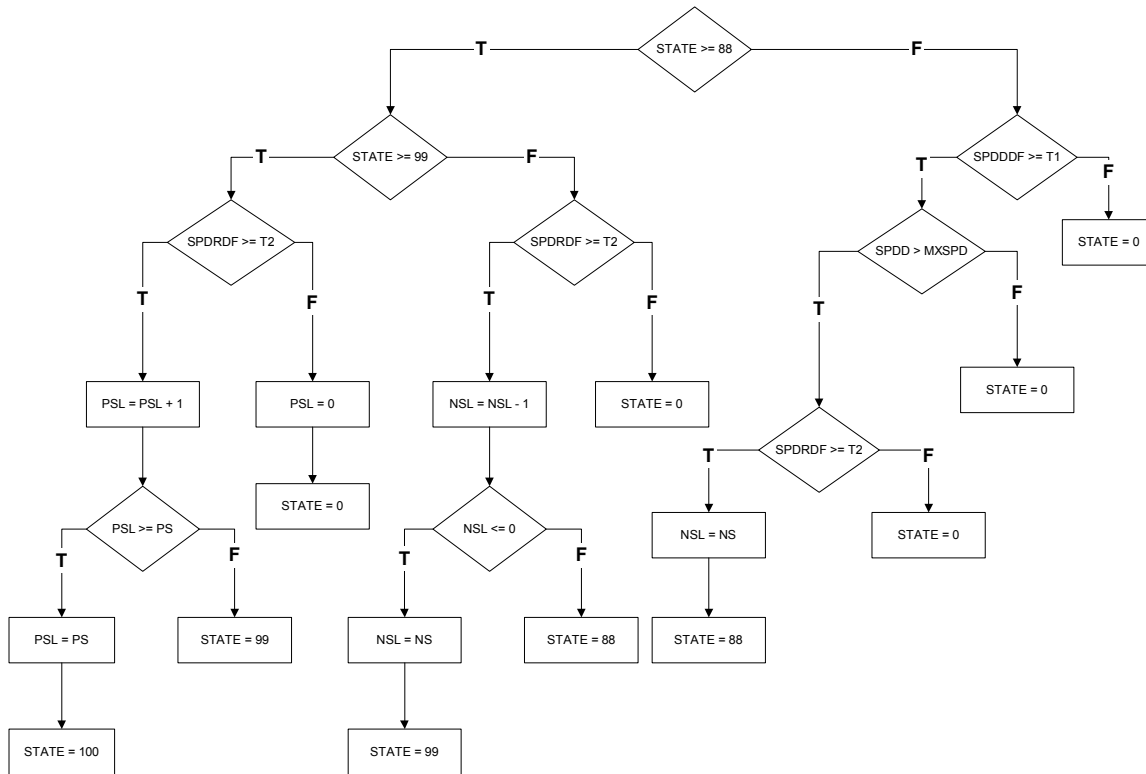 STATE >= 88
T
F
STATE >= 99
SPDDDF >= T1
T
F
T
F
SPDRDF >= T2
SPDRDF >= T2
SPDD > MXSPD
STATE = 0
T
F
T
F
T
F
PSL = PSL + 1
PSL = 0
NSL = NSL - 1
STATE = 0
STATE = 0
SPDRDF >= T2
T
F
STATE = 0
PSL >= PS
NSL <= 0
NSL = NS
STATE = 0
T
F
T
F
PSL = PS
STATE = 99
NSL = NS
STATE = 88
STATE = 88
STATE = 100
STATE = 99